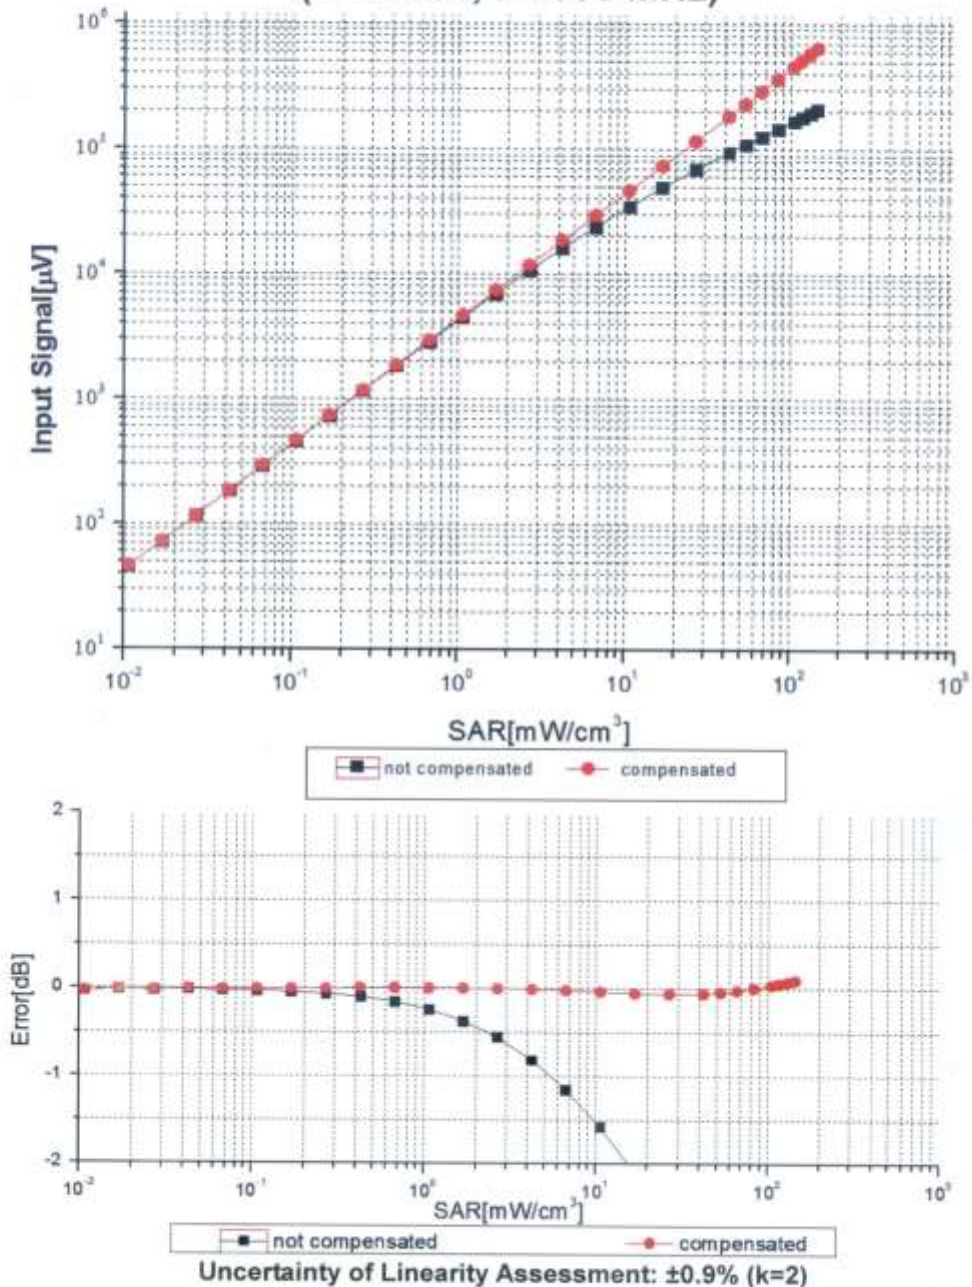 10⁶
10⁵
10⁴
10³
10²
10¹
Input Signal[µV]
10⁻² 10⁻¹ 10⁰ 10¹ 10² 10³
SAR[mW/cm³]
not compensated compensated
2
1
0
-1
-2
Error[dB]
10⁻² 10⁻¹ 10⁰ 10¹ 10² 10³
SAR[mW/cm³]
not compensated compensated
Uncertainty of Linearity Assessment: ±0.9% (k=2)